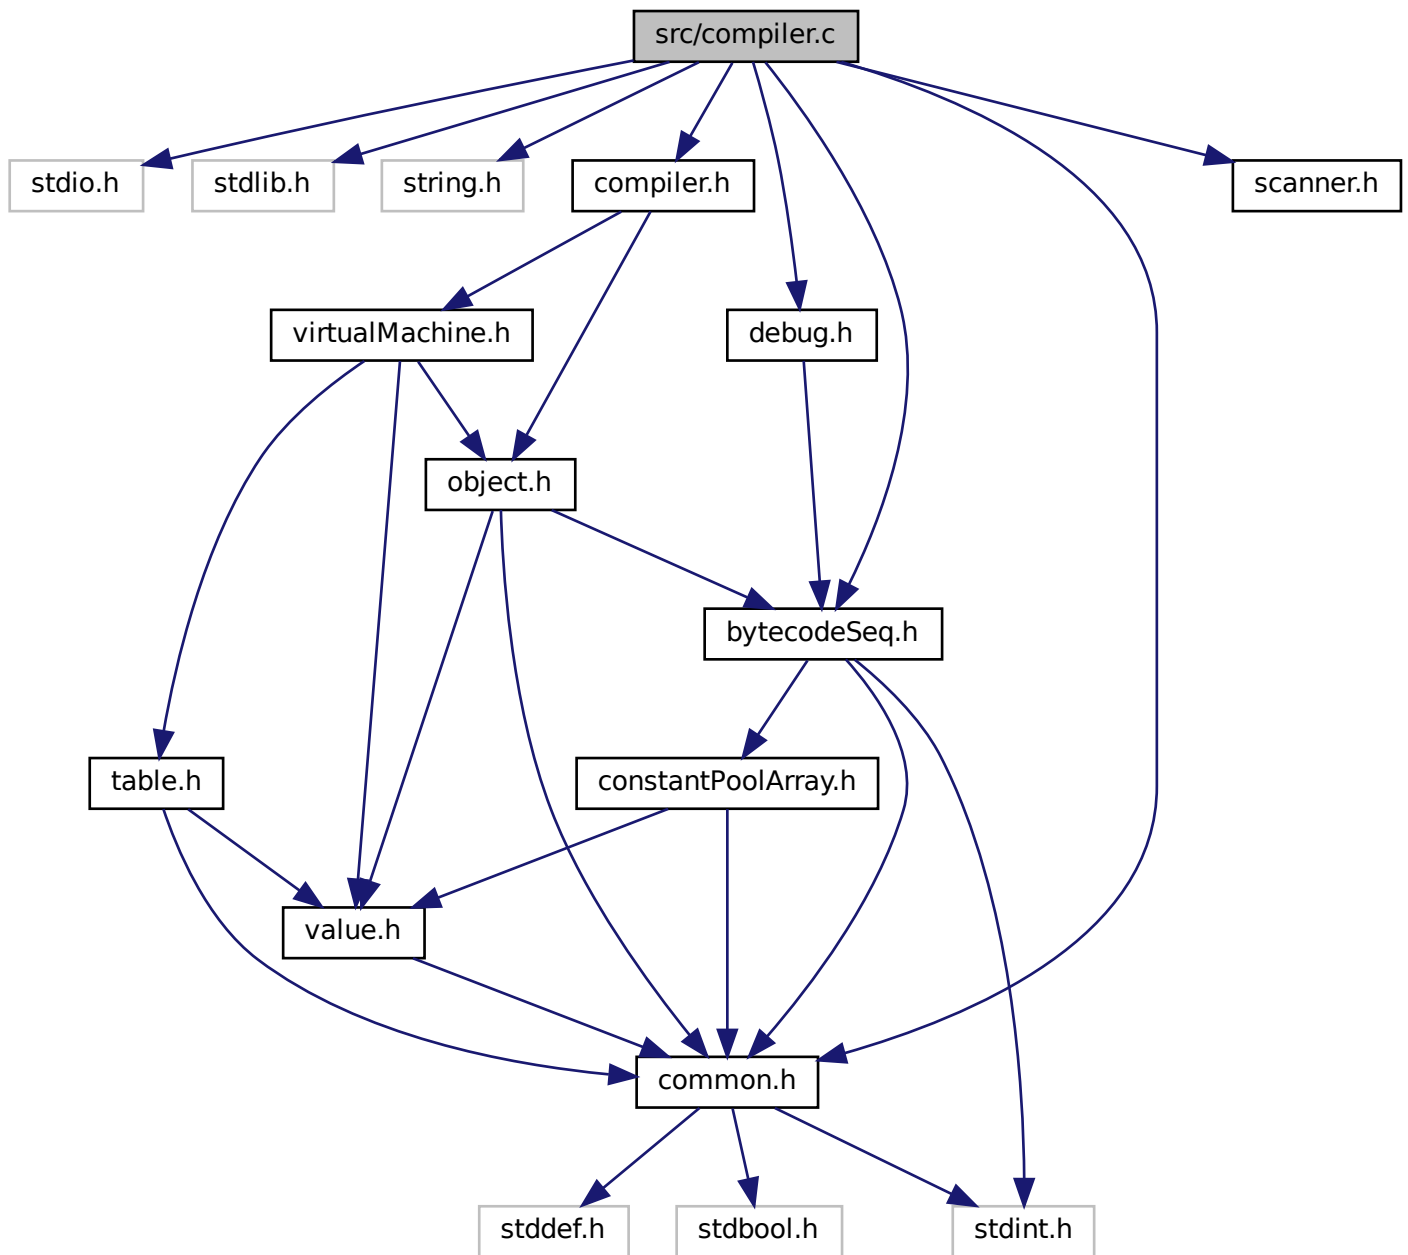 src/compiler.c
stdio.h
stdlib.h
string.h
compiler.h
scanner.h
virtualMachine.h
debug.h
object.h
bytecodeSeq.h
table.h
constantPoolArray.h
value.h
common.h
stddef.h
stdbool.h
stdint.h